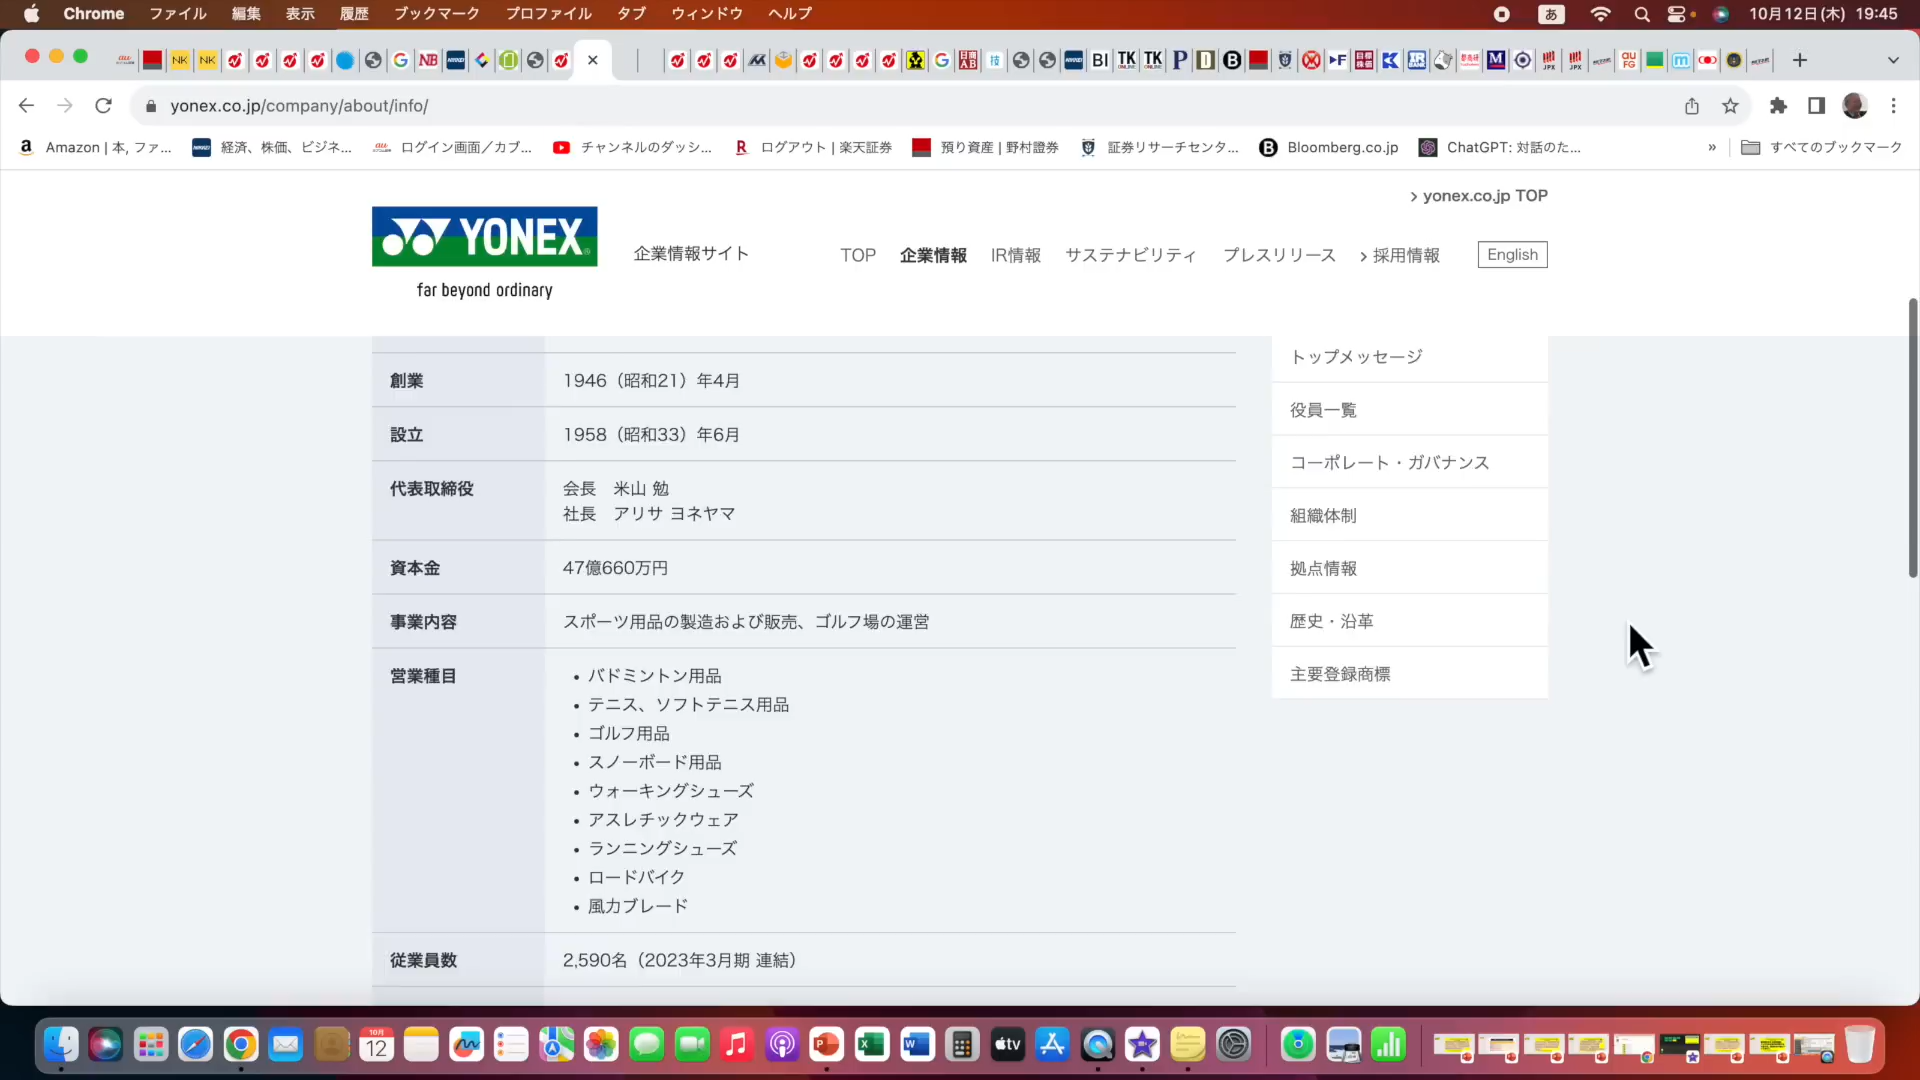 Chrome ファイル 編集 表示 履歴 ブックマーク プロファイル タブ ウィンドウ ヘルプ あ 10月12日(木) 19:45
yonex.co.jp/company/about/info/
Amazon | 本, ファ... 経済、株価、ビジネ... ログイン画面／カブ... チャンネルのダッシ... ログアウト | 楽天証券 預り資産 | 野村證券 証券リサーチセンタ... Bloomberg.co.jp ChatGPT: 対話のた... » すべてのブックマーク
yonex.co.jp TOP
YONEX
far beyond ordinary
企業情報サイト
TOP 企業情報 IR情報 サステナビリティ プレスリリース 採用情報 English
創業 1946（昭和21）年4月
設立 1958（昭和33）年6月
代表取締役 会長 米山 勉
社長 アリサ ヨネヤマ
資本金 47億660万円
事業内容 スポーツ用品の製造および販売、ゴルフ場の運営
営業種目
• バドミントン用品
• テニス、ソフトテニス用品
• ゴルフ用品
• スノーボード用品
• ウォーキングシューズ
• アスレチックウェア
• ランニングシューズ
• ロードバイク
• 風力ブレード
従業員数 2,590名（2023年3月期 連結）
トップメッセージ
役員一覧
コーポレート・ガバナンス
組織体制
拠点情報
歴史・沿革
主要登録商標
10月
12
tv